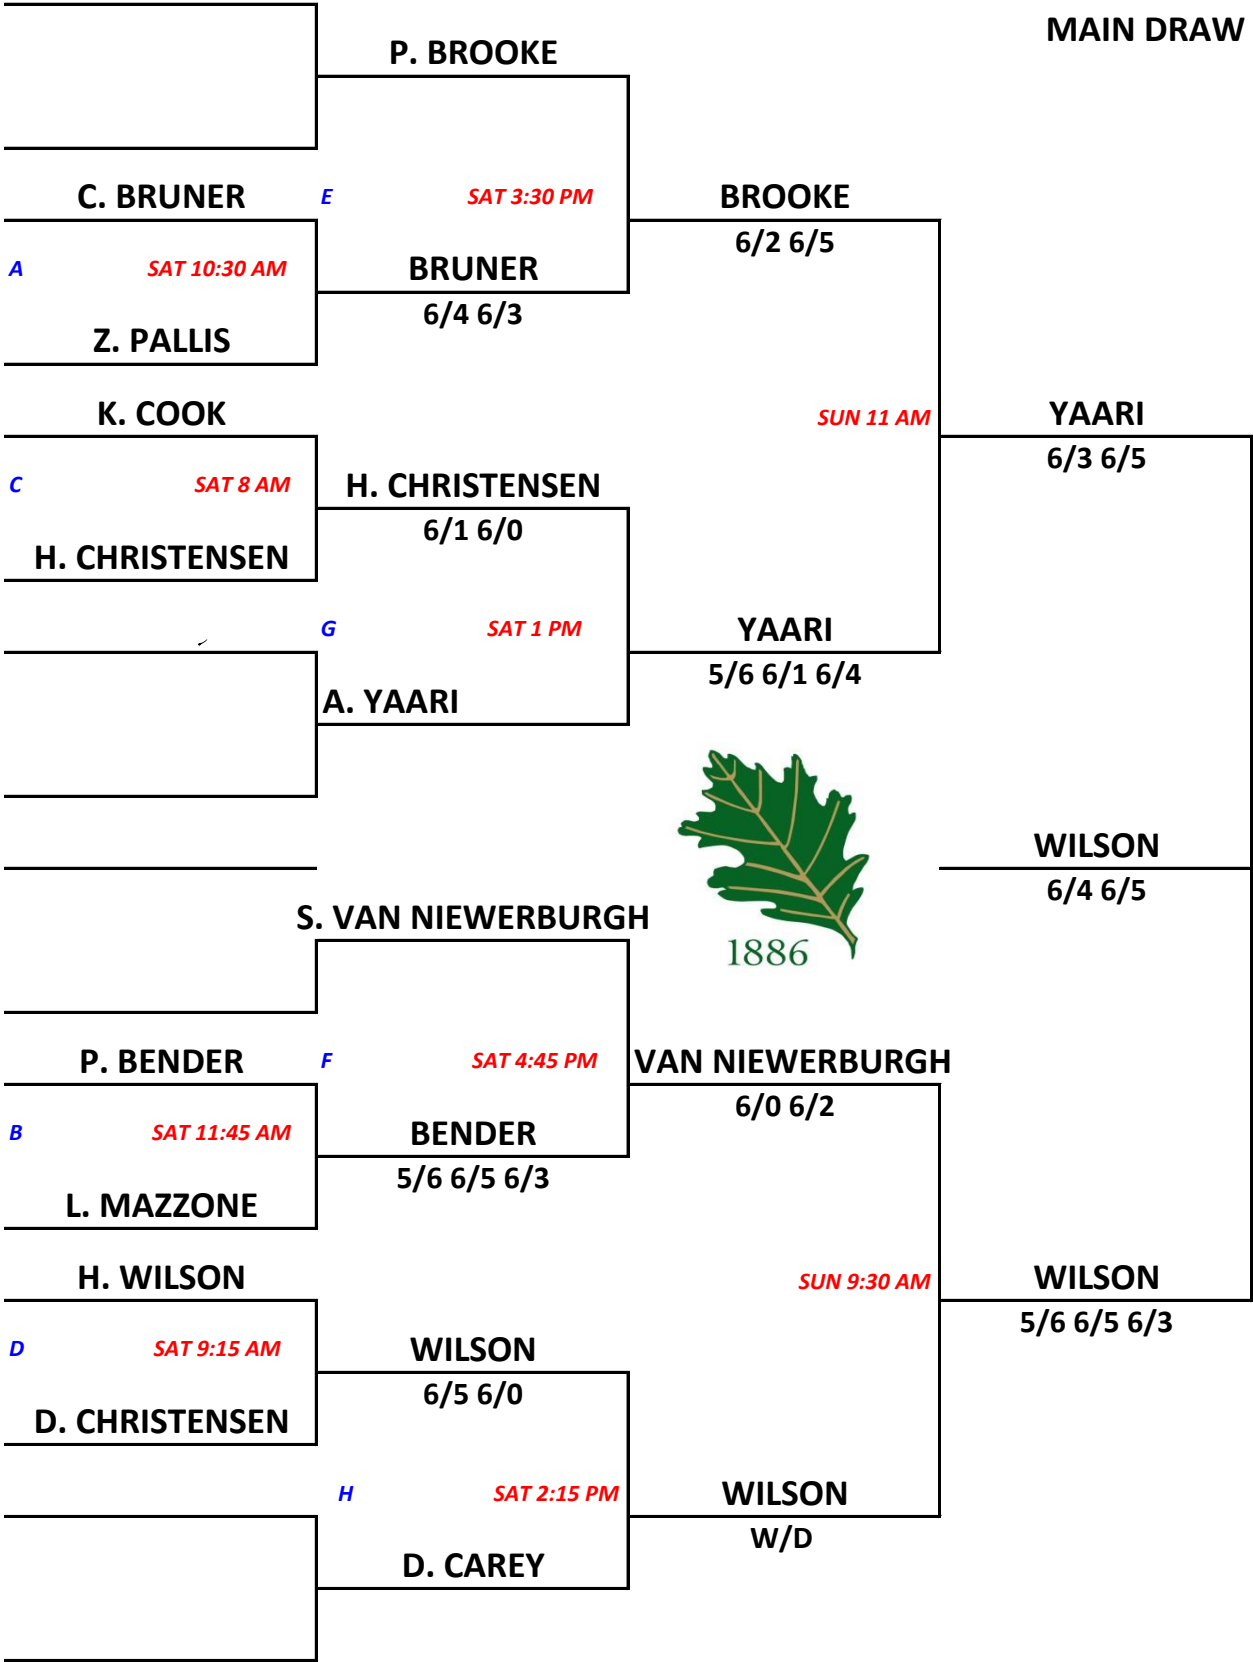 MAIN DRAW
P. BROOKE
C. BRUNER
E SAT 3:30 PM
BROOKE
6/2 6/5
A SAT 10:30 AM
BRUNER
6/4 6/3
Z. PALLIS
K. COOK
SUN 11 AM
YAARI
6/3 6/5
C SAT 8 AM
H. CHRISTENSEN
6/1 6/0
H. CHRISTENSEN
G SAT 1 PM
YAARI
5/6 6/1 6/4
A. YAARI
1886
WILSON
6/4 6/5
S. VAN NIEWERBURGH
P. BENDER
F SAT 4:45 PM
VAN NIEWERBURGH
6/0 6/2
B SAT 11:45 AM
BENDER
5/6 6/5 6/3
L. MAZZONE
H. WILSON
SUN 9:30 AM
WILSON
5/6 6/5 6/3
D SAT 9:15 AM
WILSON
6/5 6/0
D. CHRISTENSEN
H SAT 2:15 PM
WILSON
W/D
D. CAREY